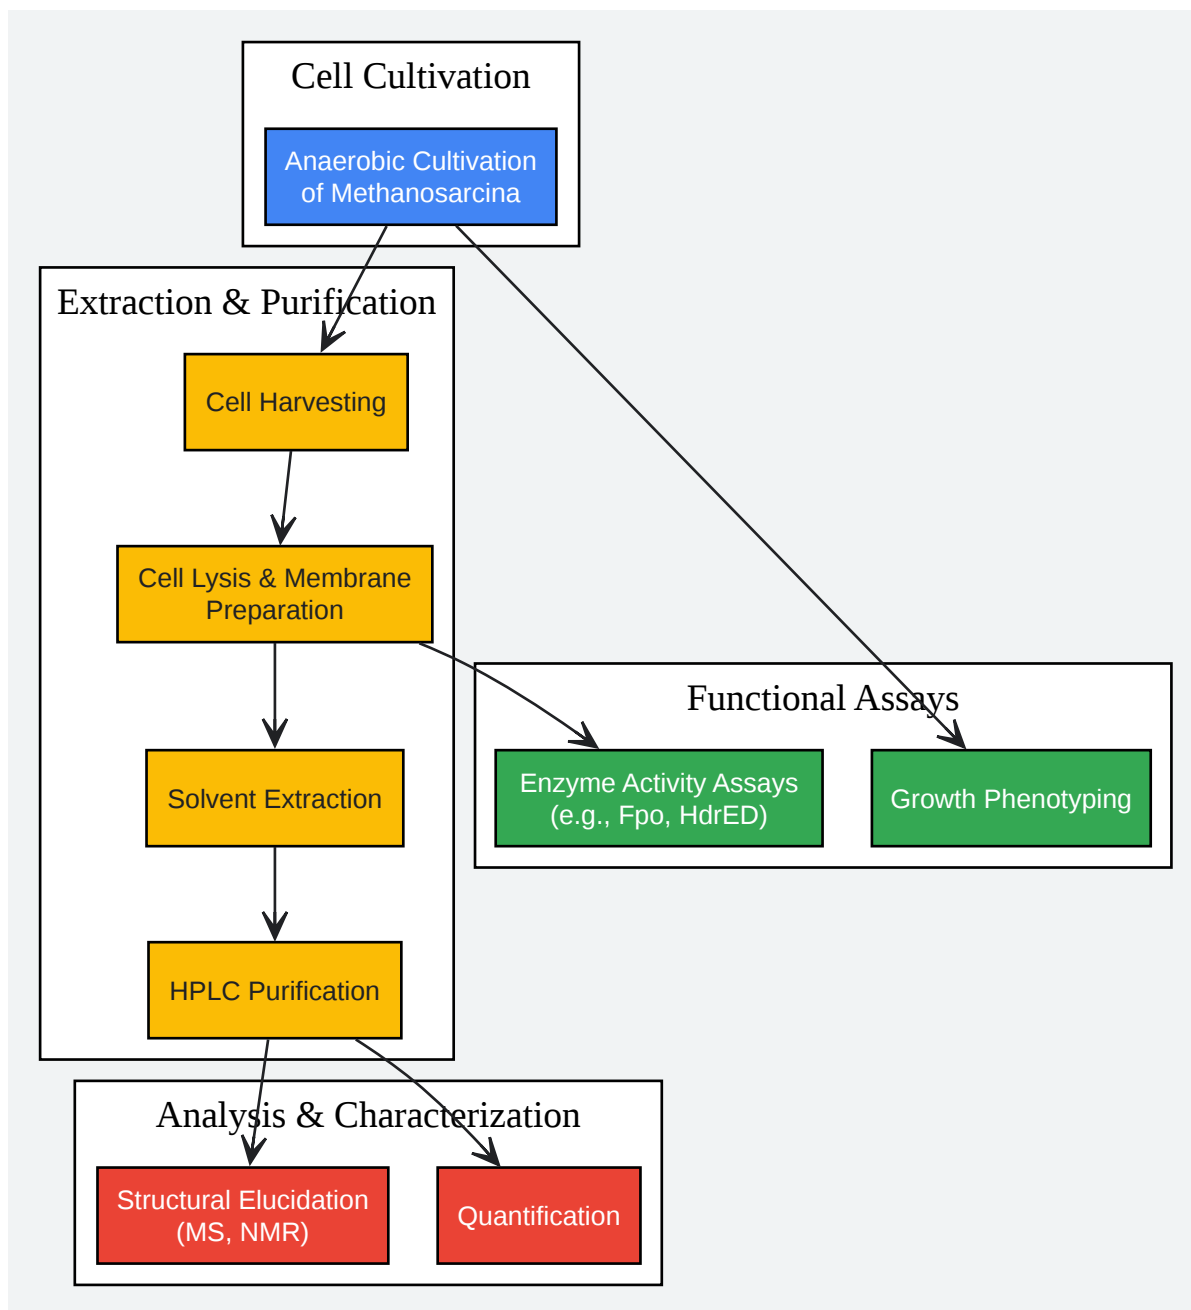 Cell Cultivation
Anaerobic Cultivation
of Methanosarcina
Extraction & Purification
Cell Harvesting
Cell Lysis & Membrane
Preparation
Solvent Extraction
HPLC Purification
Functional Assays
Enzyme Activity Assays
(e.g., Fpo, HdrED)
Growth Phenotyping
Analysis & Characterization
Structural Elucidation
(MS, NMR)
Quantification